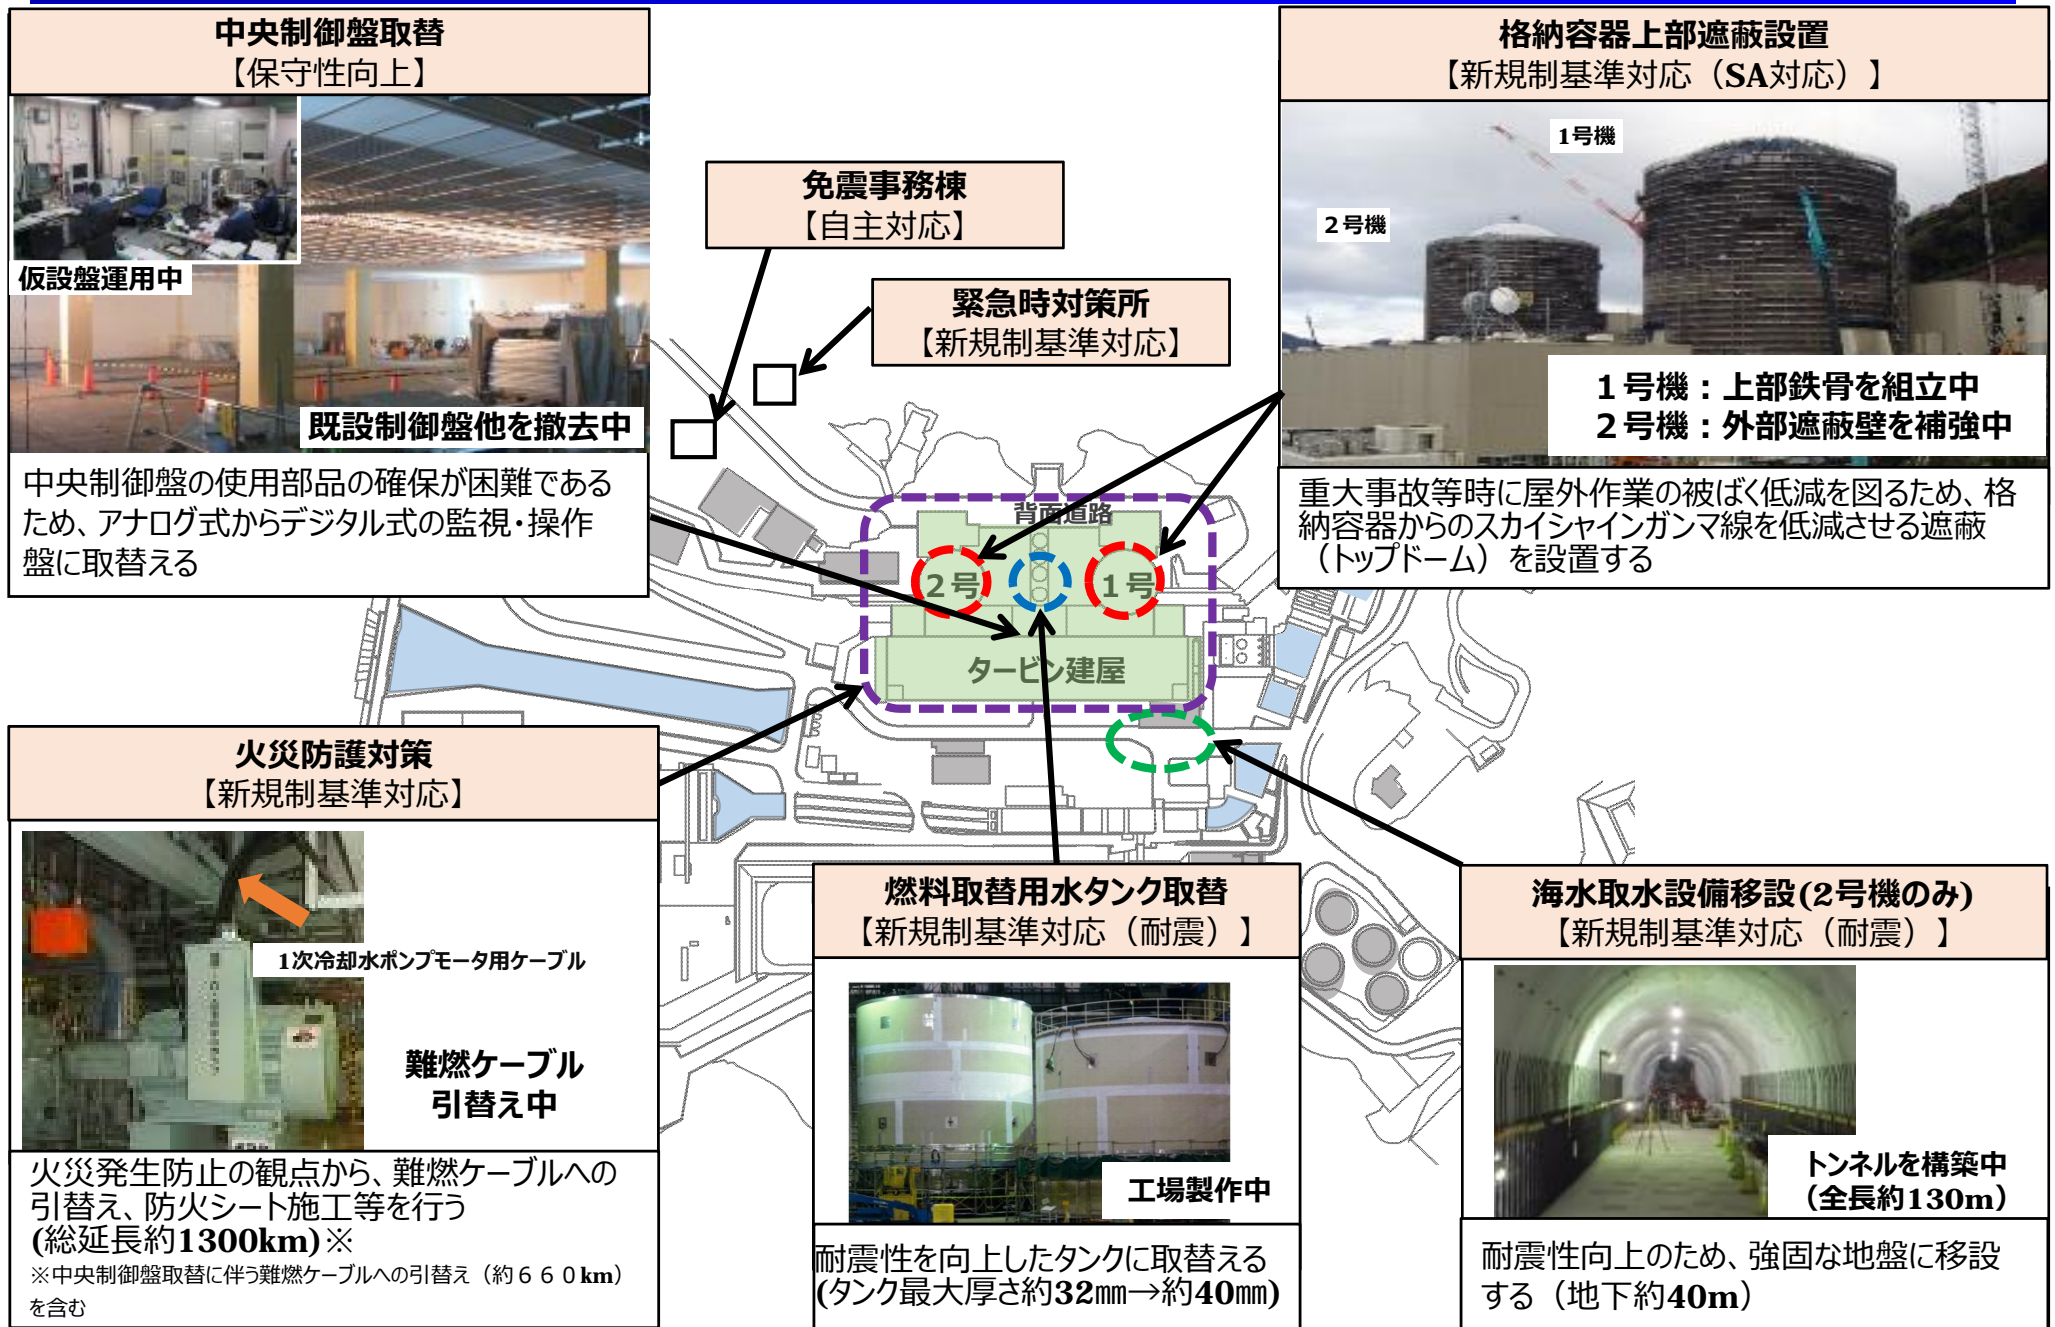 中央制御盤取替
【保守性向上】
仮設盤運用中
既設制御盤他を撤去中
中央制御盤の使用部品の確保が困難である
ため、アナログ式からデジタル式の監視・操作
盤に取替える
免震事務棟
【自主対応】
緊急時対策所
【新規制基準対応】
格納容器上部遮蔽設置
【新規制基準対応（SA対応）】
1号機
２号機
１号機：上部鉄骨を組立中
２号機：外部遮蔽壁を補強中
重大事故等時に屋外作業の被ばく低減を図るため、格
納容器からのスカイシャインガンマ線を低減させる遮蔽
（トップドーム）を設置する
背面道路
２号
１号
タービン建屋
火災防護対策
【新規制基準対応】
1次冷却水ポンプモータ用ケーブル
難燃ケーブル
引替え中
火災発生防止の観点から、難燃ケーブルへの
引替え、防火シート施工等を行う
(総延長約1300km)※
※中央制御盤取替に伴う難燃ケーブルへの引替え（約６６０km）
を含む
燃料取替用水タンク取替
【新規制基準対応（耐震）】
工場製作中
耐震性を向上したタンクに取替える
(タンク最大厚さ約32㎜→約40㎜)
海水取水設備移設(2号機のみ)
【新規制基準対応（耐震）】
トンネルを構築中
（全長約130m）
耐震性向上のため、強固な地盤に移設
する（地下約40m）